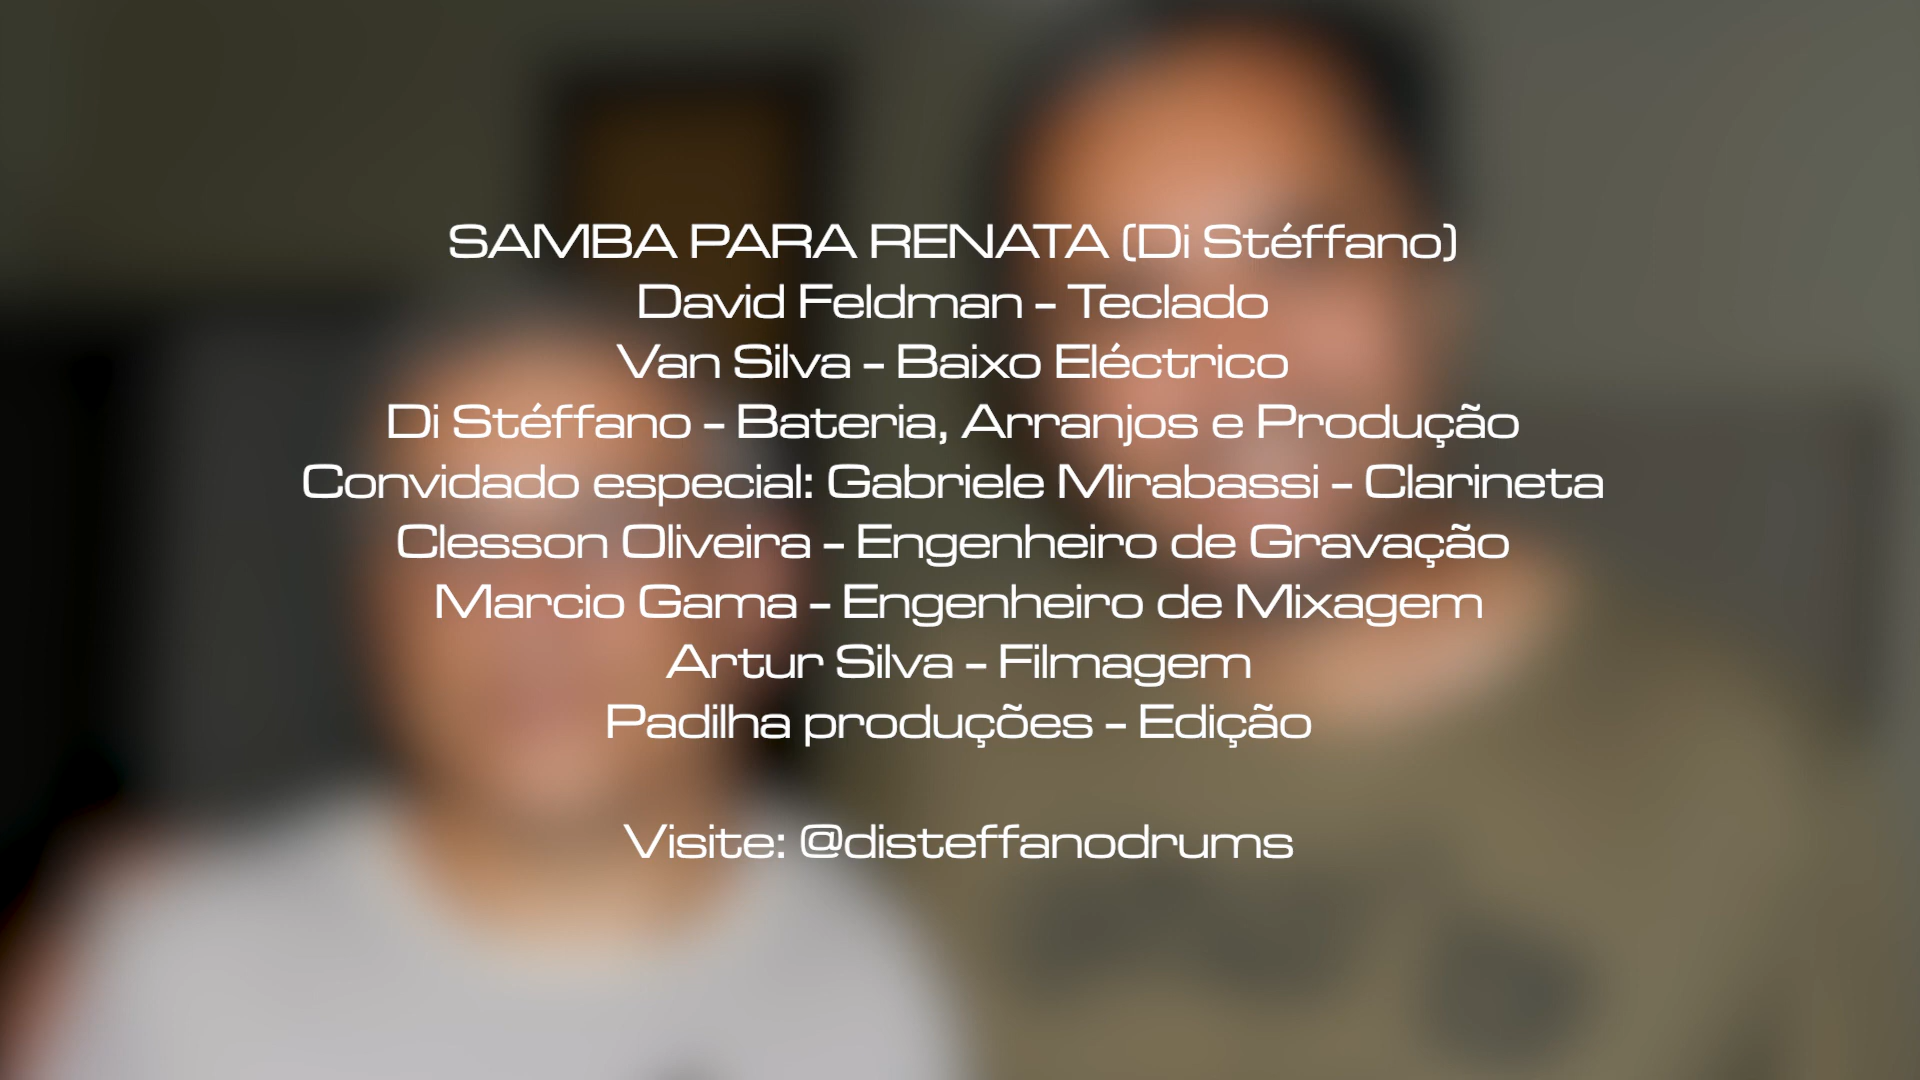 SAMBA PARA RENATA (Di Stéffano)
David Feldman - Teclado
Van Silva - Baixo Eléctrico
Di Stéffano - Bateria, Arranjos e Produção
Convidado especial: Gabriele Mirabassi - Clarineta
Clesson Oliveira - Engenheiro de Gravação
Marcio Gama - Engenheiro de Mixagem
Artur Silva - Filmagem
Padilha produções - Edição
Visite: @disteffanodrums